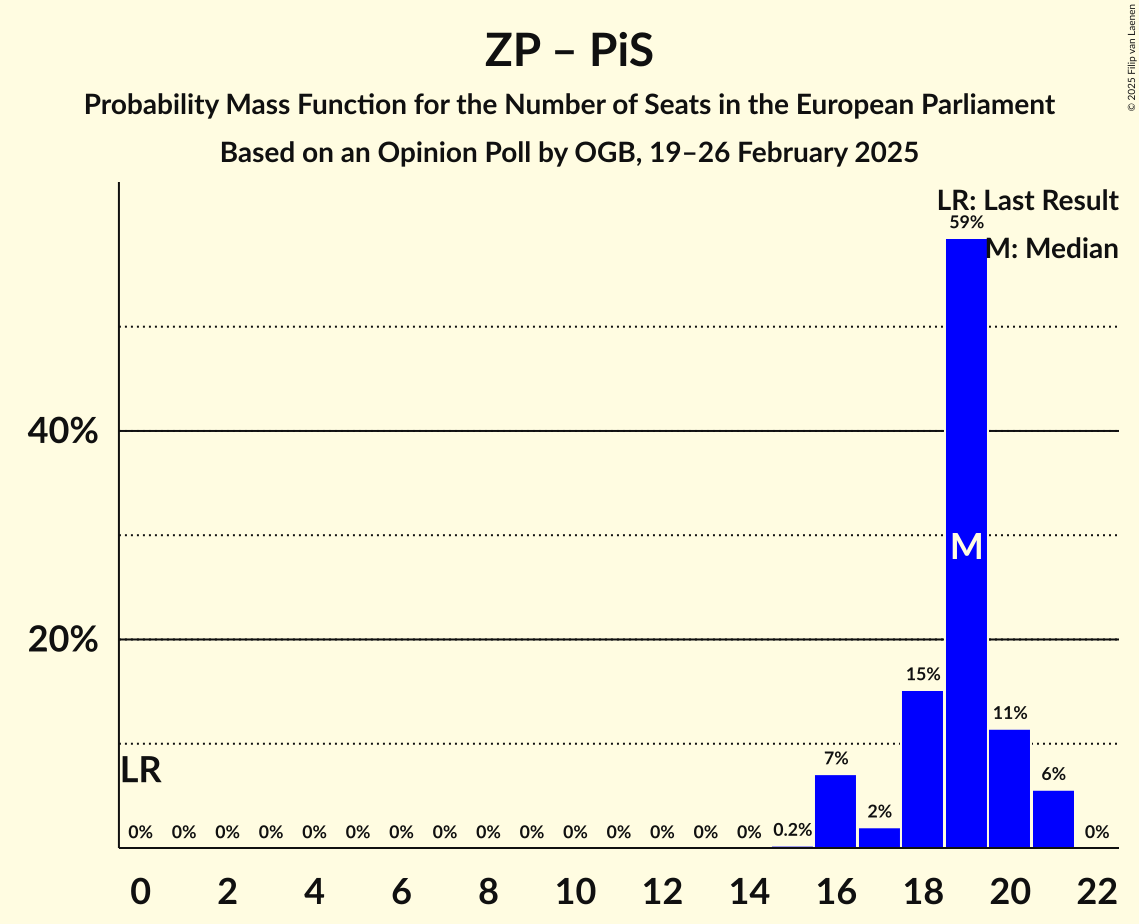 ZP – PiS
Probability Mass Function for the Number of Seats in the European Parliament
Based on an Opinion Poll by OGB, 19–26 February 2025
© 2025 Filip van Laenen
LR: Last Result
59%
M: Median
40%
M
20%
15%
11%
LR
7%
6%
2%
0% 0% 0% 0% 0% 0% 0% 0% 0% 0% 0% 0% 0% 0% 0% 0.2% 0%
0 2 4 6 8 10 12 14 16 18 20 22